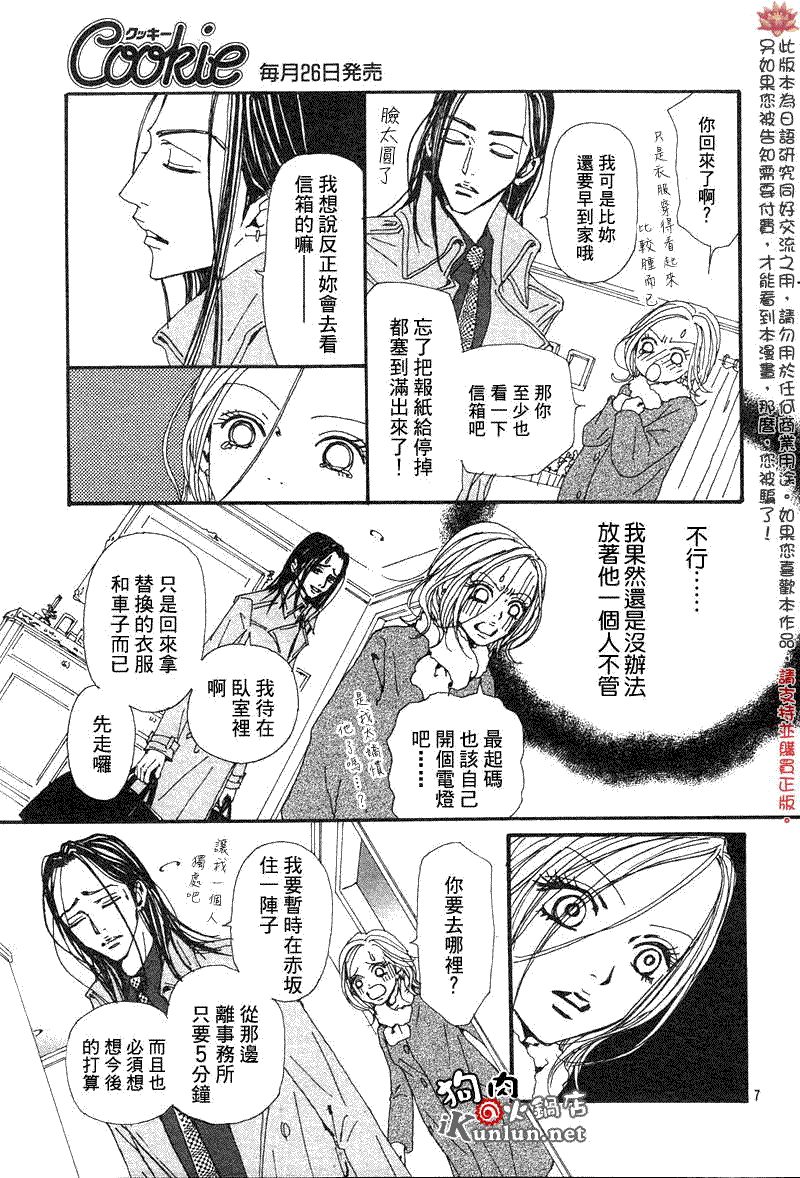 クッキー
Cookie
毎月26日発売
你回來了啊?
只是衣服穿得看起來
比較腫而已
我可是比妳
還要早到家哦
臉太圓了
那你
至少也
看一下
信箱吧
忘了把報紙給停掉
都塞到滿出來了!
我想說反正妳會去看
信箱的嘛——
不行……
我果然還是沒辦法
放著他一個人不管
最起碼
也該自己
開個電燈
吧……
是我太積慣
他了嗎…?
我待在
臥室裡
啊
只是回來拿
替換的衣服
和車子而已
先走囉
你要去哪裡?
我要暫時在赤坂
住一陣子
讓我一個人
獨處吧
從那邊
離事務所
只要5分鐘
而且也
必須想
想今後
的打算
7
狗肉火鍋店
iKunlun.net
此版本為日語研究同好交流之用,請勿用於任何商業用途。如果您喜歡本作品,請支持並購買正版。
另如果您被告知需要付費,才能看到本漫畫,那麼,您被騙了!